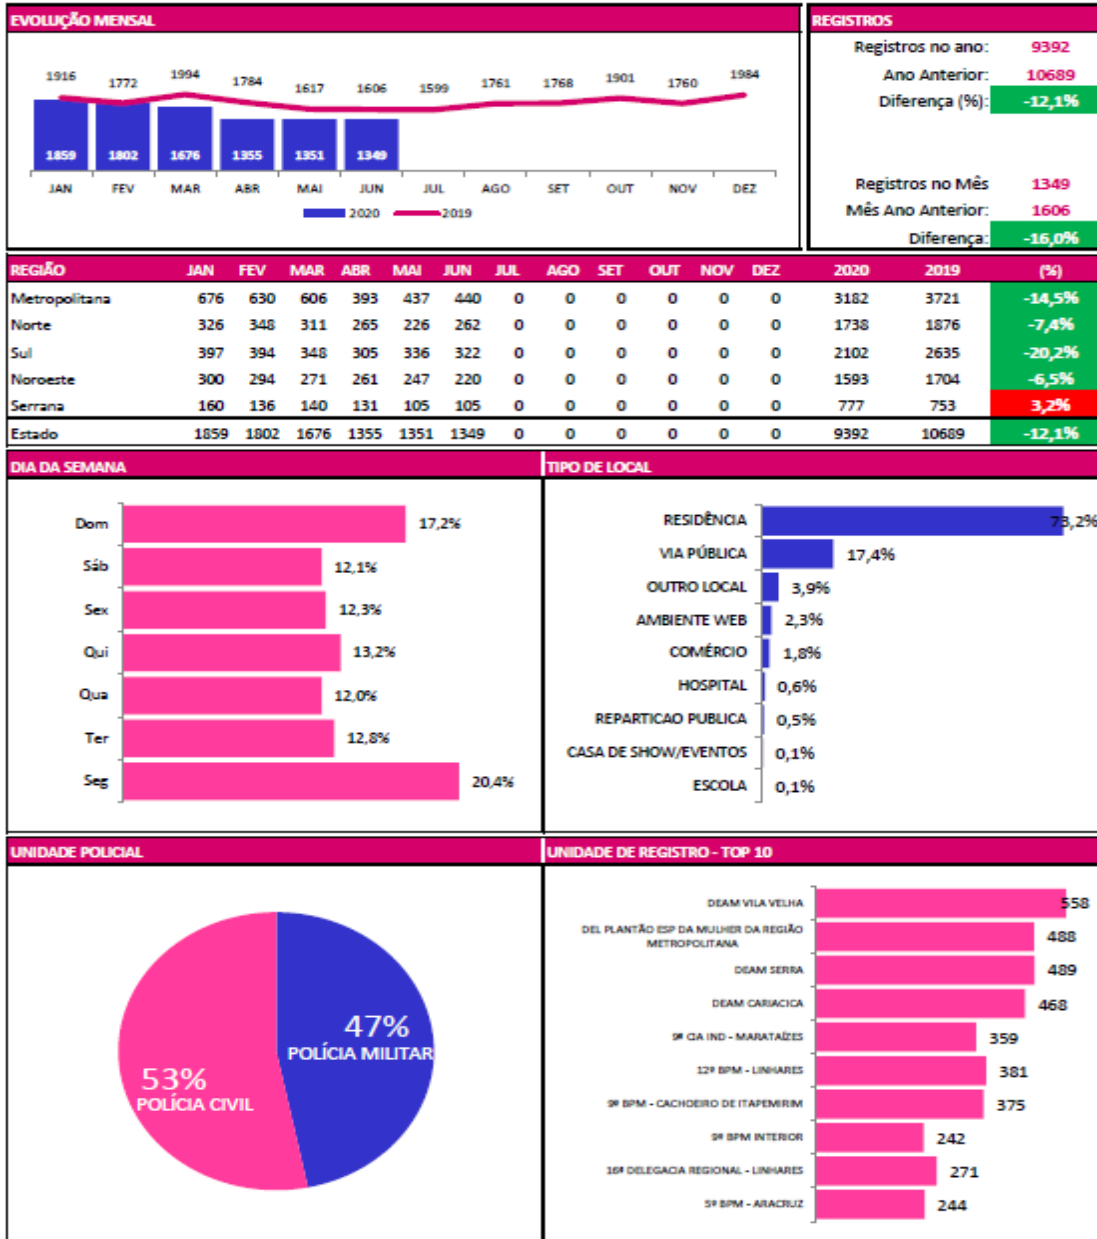 EVOLUÇÃO MENSAL
1916 1772 1994 1784 1617 1606 1599 1761 1768 1901 1760 1984
1859 1802 1676 1355 1351 1349
JAN FEV MAR ABR MAI JUN JUL AGO SET OUT NOV DEZ
2020 2019
REGISTROS
Registros no ano: 9392
Ano Anterior: 10689
Diferença (%): -12,1%
Registros no Mês 1349
Mês Ano Anterior: 1606
Diferença: -16,0%
REGIÃO JAN FEV MAR ABR MAI JUN JUL AGO SET OUT NOV DEZ 2020 2019 (%)
Metropolitana 676 630 606 393 437 440 0 0 0 0 0 0 3182 3721 -14,5%
Norte 326 348 311 265 226 262 0 0 0 0 0 0 1738 1876 -7,4%
Sul 397 394 348 305 336 322 0 0 0 0 0 0 2102 2635 -20,2%
Noroeste 300 294 271 261 247 220 0 0 0 0 0 0 1593 1704 -6,5%
Serrana 160 136 140 131 105 105 0 0 0 0 0 0 777 753 3,2%
Estado 1859 1802 1676 1355 1351 1349 0 0 0 0 0 0 9392 10689 -12,1%
DIA DA SEMANA
Dom 17,2%
Sáb 12,1%
Sex 12,3%
Qui 13,2%
Qua 12,0%
Ter 12,8%
Seg 20,4%
TIPO DE LOCAL
RESIDÊNCIA 73,2%
VIA PÚBLICA 17,4%
OUTRO LOCAL 3,9%
AMBIENTE WEB 2,3%
COMÉRCIO 1,8%
HOSPITAL 0,6%
REPARTICAO PUBLICA 0,5%
CASA DE SHOW/EVENTOS 0,1%
ESCOLA 0,1%
UNIDADE POLICIAL
47%
POLÍCIA MILITAR
53%
POLÍCIA CIVIL
UNIDADE DE REGISTRO - TOP 10
DEAM VILA VELHA 558
DEL PLANTÃO ESP DA MULHER DA REGIÃO
METROPOLITANA 488
DEAM SERRA 489
DEAM CARIACICA 468
9ª CIA IND - MARATAÍZES 359
12º BPM - LINHARES 381
9º BPM - CACHOEIRO DE ITAPEMIRIM 375
9º BPM INTERIOR 242
16ª DELEGACIA REGIONAL - LINHARES 271
5º BPM - ARACRUZ 244